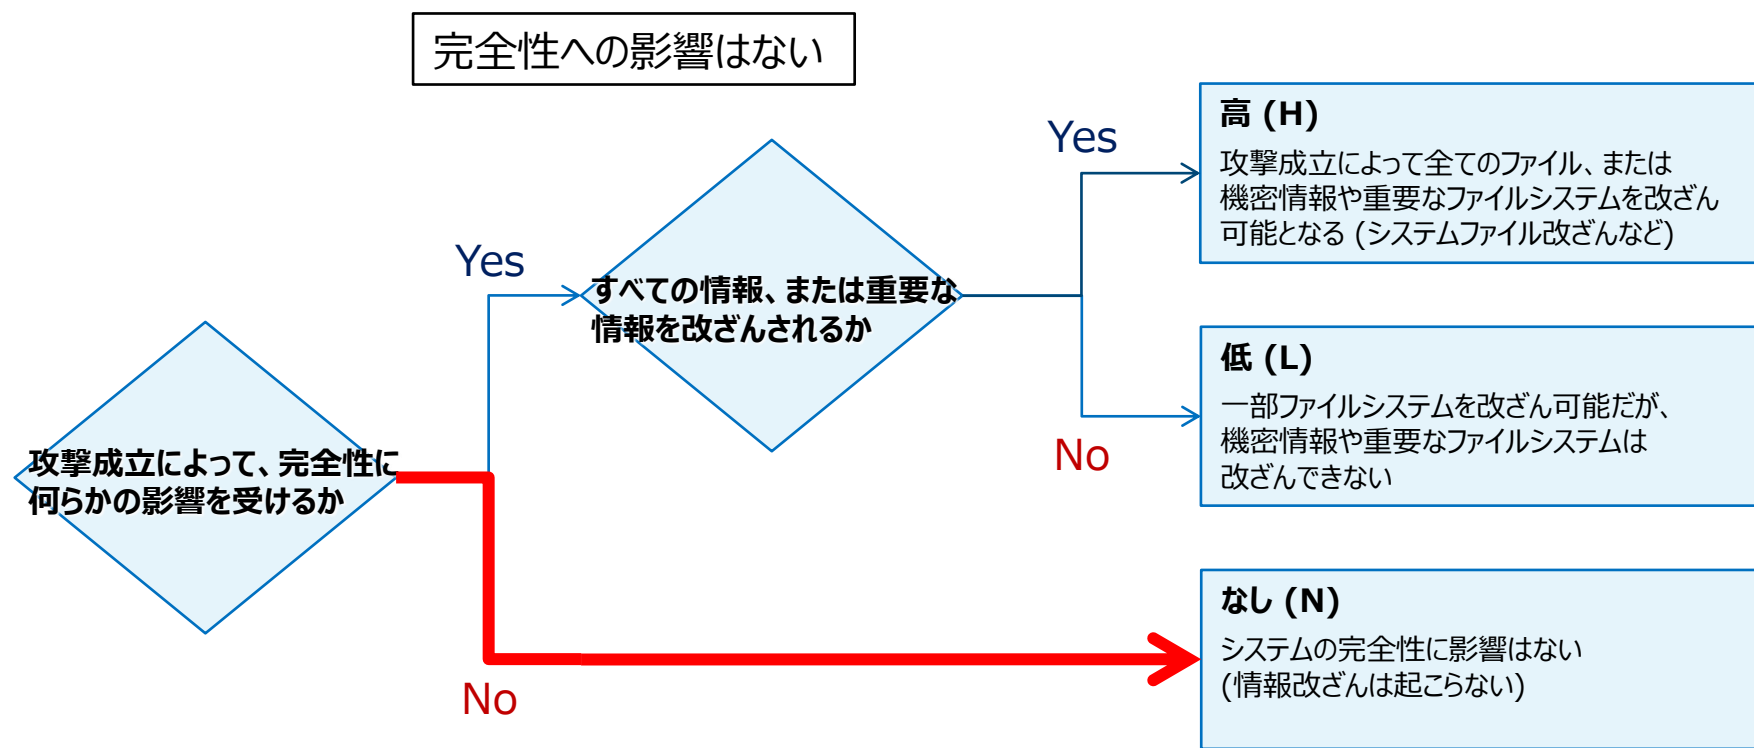 完全性への影響はない
Yes
高 (H)
攻撃成立によって全てのファイル、または
機密情報や重要なファイルシステムを改ざん
可能となる (システムファイル改ざんなど)
Yes
すべての情報、または重要な
情報を改ざんされるか
低 (L)
一部ファイルシステムを改ざん可能だが、
機密情報や重要なファイルシステムは
改ざんできない
No
攻撃成立によって、完全性に
何らかの影響を受けるか
なし (N)
システムの完全性に影響はない
(情報改ざんは起こらない)
No